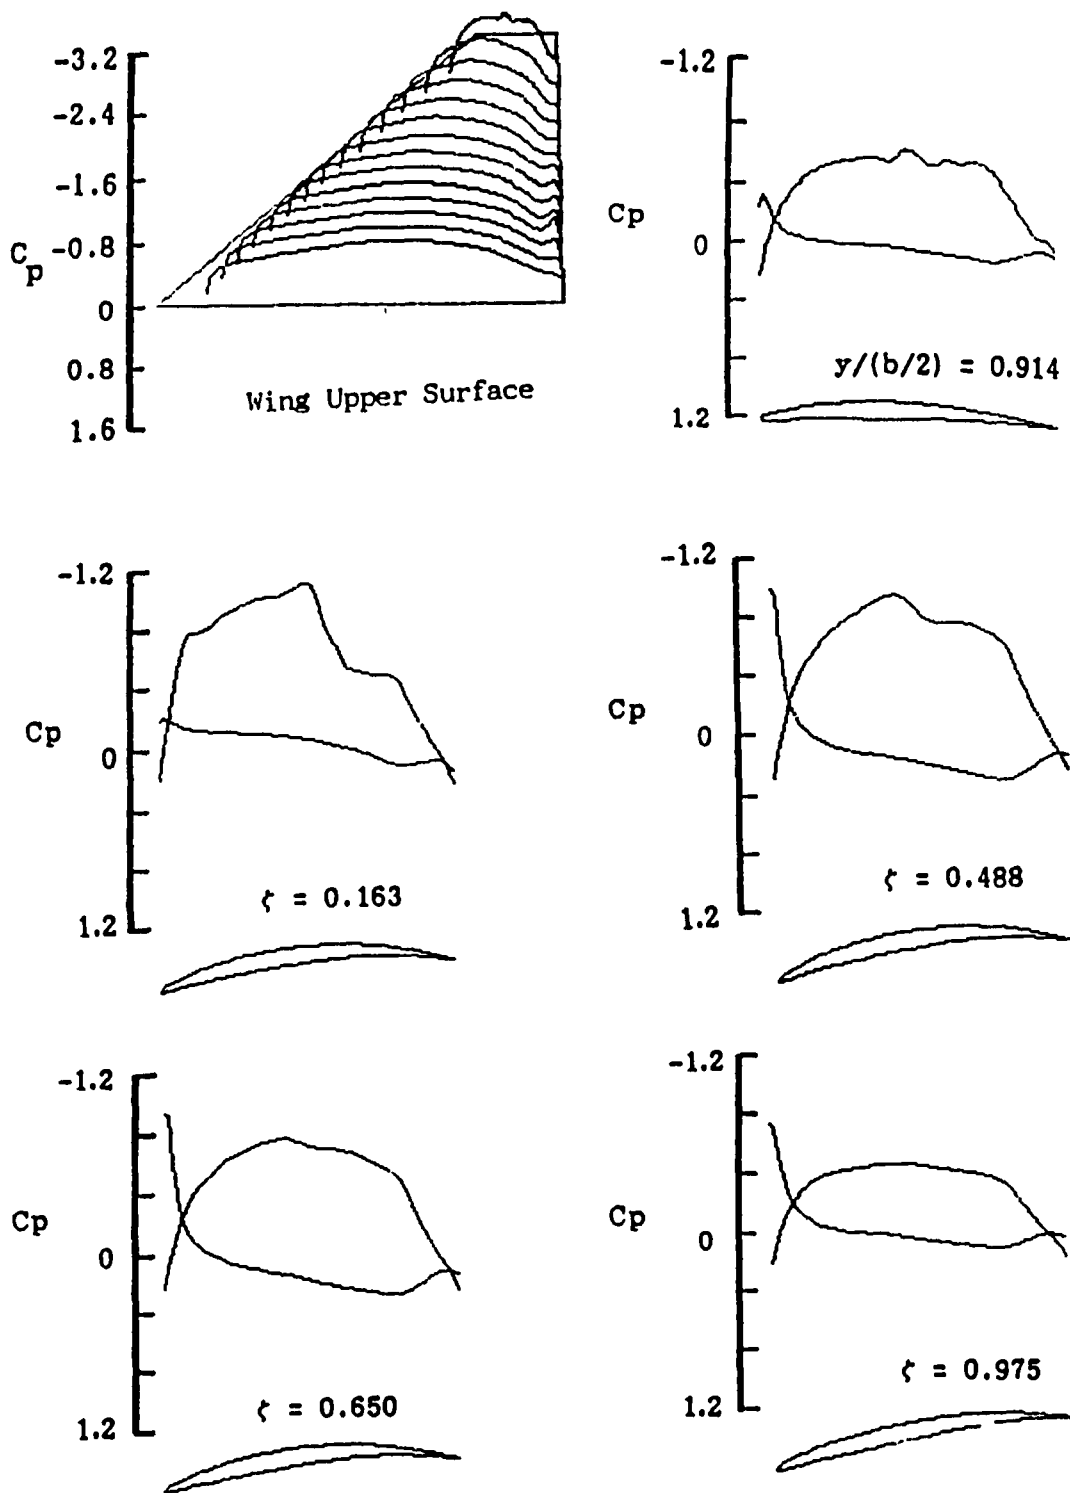 -3.2
-2.4
-1.6
-0.8
Cp
0
0.8
1.6
Wing Upper Surface
-1.2
Cp
0
y/(b/2) = 0.914
1.2
-1.2
Cp
0
ζ = 0.163
1.2
-1.2
Cp
0
ζ = 0.488
1.2
-1.2
Cp
0
ζ = 0.650
1.2
-1.2
Cp
0
ζ = 0.975
1.2